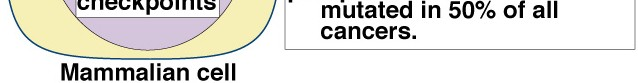 checkpoints
mutated in 50% of all
cancers.
Mammalian cell